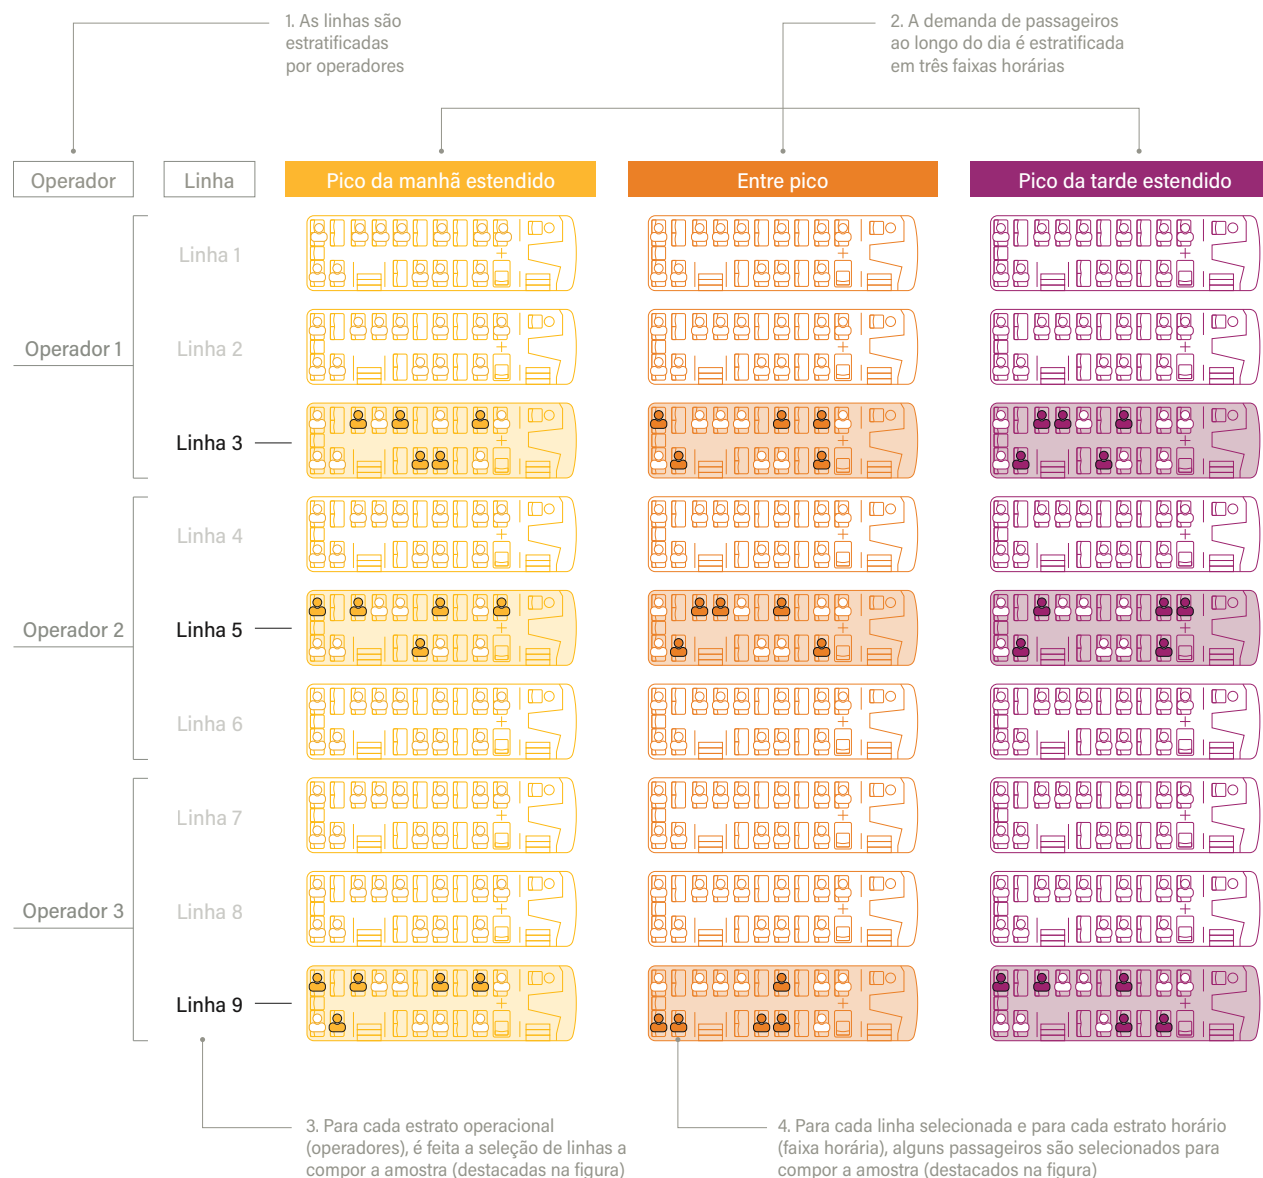 1. As linhas são
estratificadas
por operadores
2. A demanda de passageiros
ao longo do dia é estratificada
em três faixas horárias
Operador
Linha
Pico da manhã estendido
Entre pico
Pico da tarde estendido
Operador 1
Linha 1
Linha 2
Linha 3
Operador 2
Linha 4
Linha 5
Linha 6
Operador 3
Linha 7
Linha 8
Linha 9
3. Para cada estrato operacional
(operadores), é feita a seleção de linhas a
compor a amostra (destacadas na figura)
4. Para cada linha selecionada e para cada estrato horário
(faixa horária), alguns passageiros são selecionados para
compor a amostra (destacados na figura)